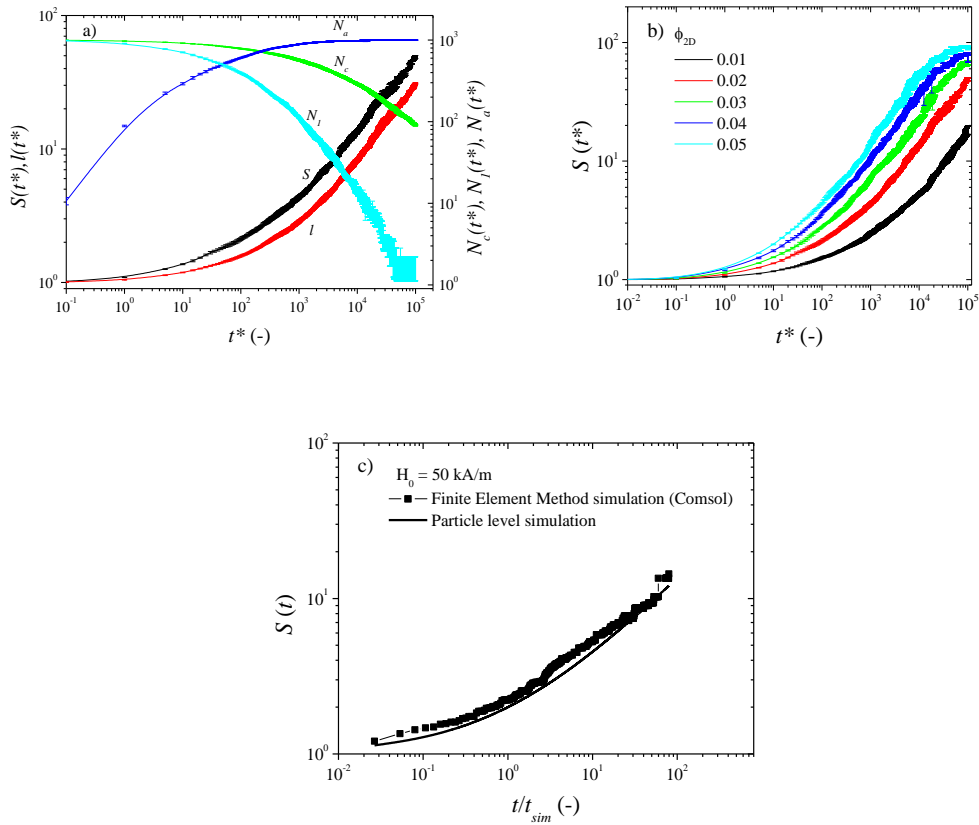 a)
N_a
N_c
N_1
S
l
10^2
10^1
10^0
10^3
10^2
10^1
10^0
10^-1 10^0 10^1 10^2 10^3 10^4 10^5
S(t*), l(t*)
N_c(t*), N_1(t*), N_a(t*)
t* (-)
b)
ϕ_2D
0.01
0.02
0.03
0.04
0.05
10^2
10^1
10^0
10^-2 10^-1 10^0 10^1 10^2 10^3 10^4 10^5
S (t*)
t* (-)
c)
H_0 = 50 kA/m
Finite Element Method simulation (Comsol)
Particle level simulation
10^2
10^1
10^0
10^-2 10^-1 10^0 10^1 10^2
S (t)
t/t_sim (-)